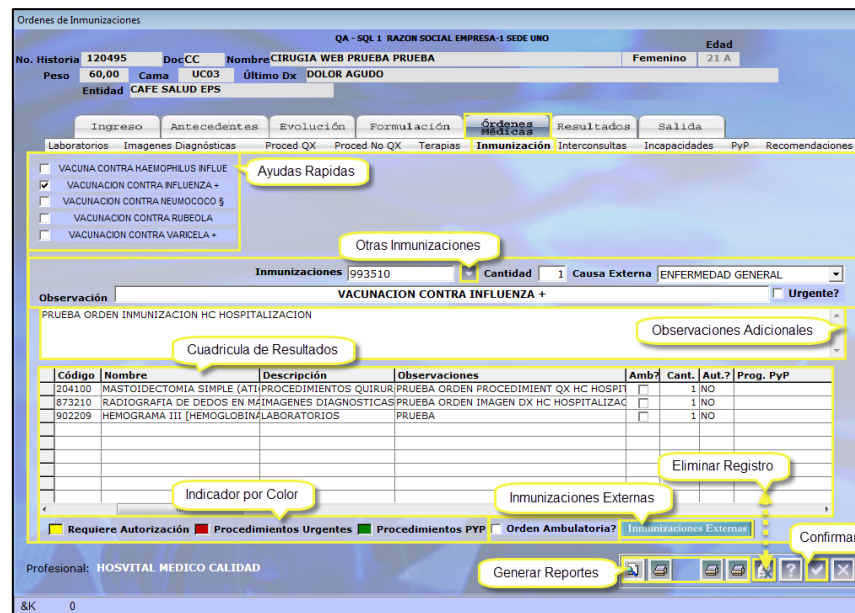 Ordenes de Inmunizaciones
QA - SQL 1 RAZON SOCIAL EMPRESA-1 SEDE UNO
Edad
No. Historia 120495 Doc CC Nombre CIRUGIA WEB PRUEBA PRUEBA Femenino 21 A
Peso 60,00 Cama UC03 Último Dx DOLOR AGUDO
Entidad CAFE SALUD EPS
Ingreso Antecedentes Evolución Formulación Órdenes Médicas Resultados Salida
Laboratorios Imagenes Diagnósticas Proced QX Proced No QX Terapias Inmunización Interconsultas Incapacidades PyP Recomendaciones
VACUNA CONTRA HAEMOPHILUS INFLUE
Ayudas Rapidas
VACUNACION CONTRA INFLUENZA +
VACUNACION CONTRA NEUMOCOCO §
VACUNACION CONTRA RUBEOLA
VACUNACION CONTRA VARICELA +
Otras Inmunizaciones
Inmunizaciones 993510 Cantidad 1 Causa Externa ENFERMEDAD GENERAL
Observación VACUNACION CONTRA INFLUENZA + Urgente?
PRUEBA ORDEN INMUNIZACION HC HOSPITALIZACION
Observaciones Adicionales
Cuadricula de Resultados
Código Nombre Descripción Observaciones Amb? Cant. Aut.? Prog. PyP
204100 MASTOIDECTOMIA SIMPLE (ATI PROCEDIMIENTOS QUIRUR PRUEBA ORDEN PROCEDIMIENT QX HC HOSPIT 1 NO
873210 RADIOGRAFIA DE DEDOS EN MA IMAGENES DIAGNOSTICAS PRUEBA ORDEN IMAGEN DX HC HOSPITALIZAC 1 NO
902209 HEMOGRAMA III [HEMOGLOBINA LABORATORIOS PRUEBA 1 NO
Eliminar Registro
Indicador por Color
Inmunizaciones Externas
Requiere Autorización Procedimientos Urgentes Procedimientos PYP Orden Ambulatoria? Inmunizaciones Externas
Confirmar
Profesional: HOSVITAL MEDICO CALIDAD
Generar Reportes
&K 0